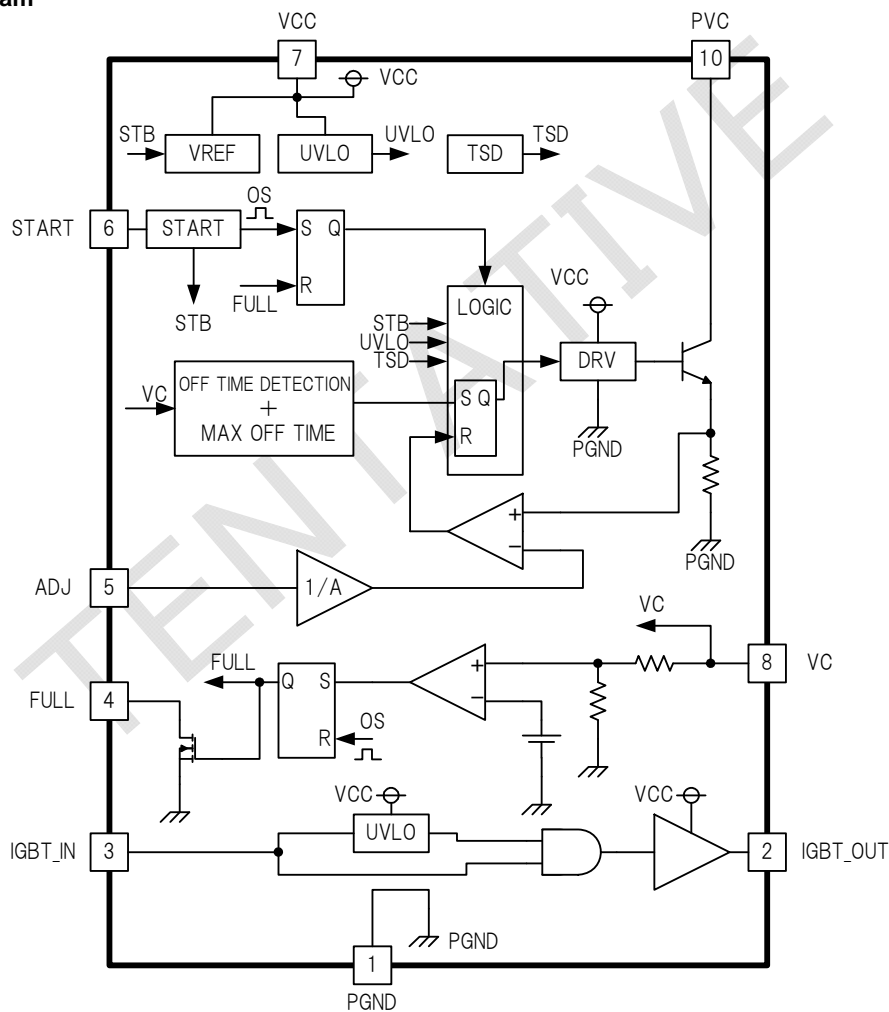 am
VCC
PVC
7
10
VCC
STB
VREF
UVLO
UVLO
TSD
TSD
START
6
START
OS
S Q
R
FULL
STB
LOGIC
STB
UVLO
TSD
VCC
DRV
PGND
VC
OFF TIME DETECTION
+
MAX OFF TIME
S Q
R
+
−
PGND
ADJ
5
1/A
VC
8
VC
FULL
4
FULL
Q S
R
OS
+
−
VCC
UVLO
VCC
IGBT_IN
3
2
IGBT_OUT
PGND
1
PGND
TENTATIVE